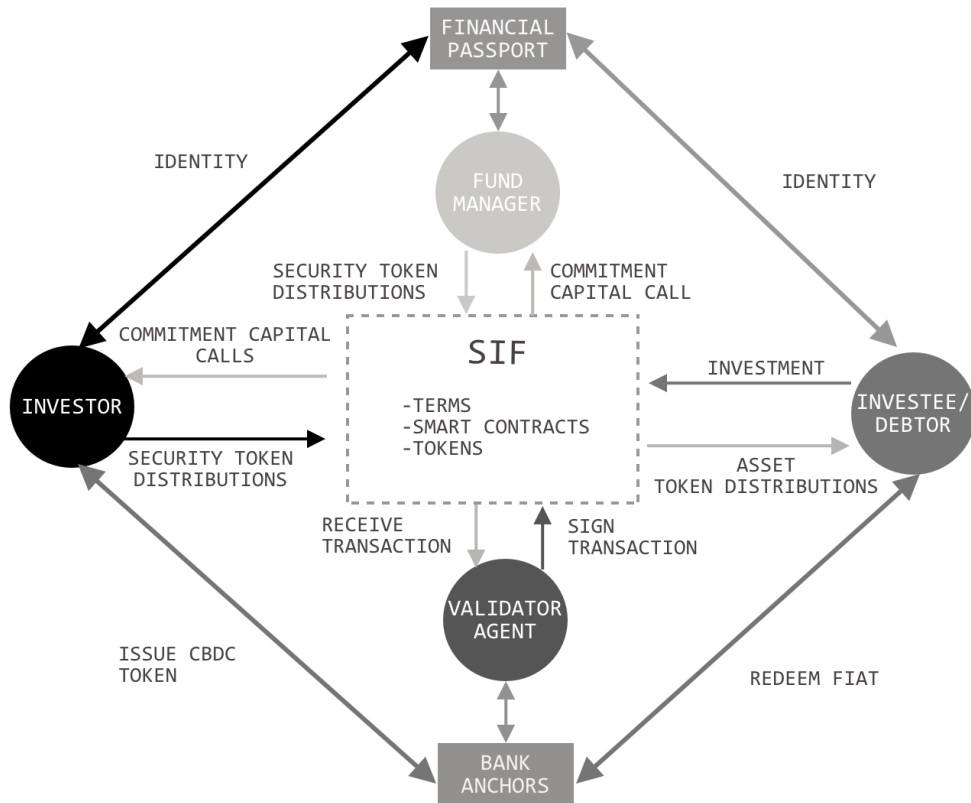 FINANCIAL
PASSPORT
IDENTITY
IDENTITY
FUND
MANAGER
SECURITY TOKEN
DISTRIBUTIONS
COMMITMENT
CAPITAL CALL
COMMITMENT CAPITAL
CALLS
SIF
-TERMS
-SMART CONTRACTS
-TOKENS
INVESTMENT
INVESTOR
INVESTEE/
DEBTOR
SECURITY TOKEN
DISTRIBUTIONS
ASSET
TOKEN DISTRIBUTIONS
RECEIVE
TRANSACTION
SIGN
TRANSACTION
VALIDATOR
AGENT
ISSUE CBDC
TOKEN
REDEEM FIAT
BANK
ANCHORS